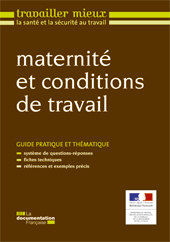 travailler mieux
la santé et la sécurité au travail
maternité
et conditions
de travail
GUIDE PRATIQUE ET THÉMATIQUE
système de questions-réponses
fiches techniques
références et exemples précis
La
documentation
Française